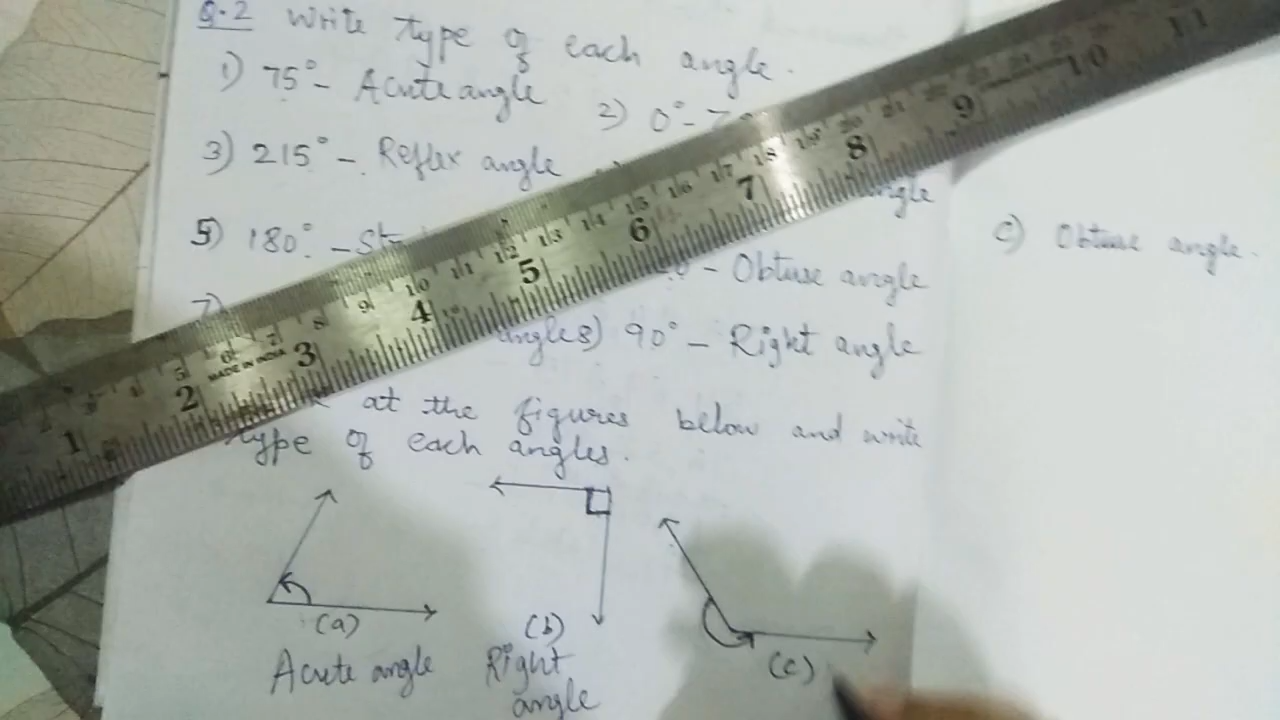 Q.2 Write type of each angle.
1) 75° - Acute angle
2) 0° -
3) 215° - Reflex angle
angle
5) 180° -
- Obtuse angle
7)
angle 8) 90° - Right angle
at the figures below and write
type of each angles.
(a)
Acute angle
(b)
Right
angle
(c)
c) Obtuse angle.
1 2 3 4 5 6 7 8 9 10 11
MADE IN INDIA